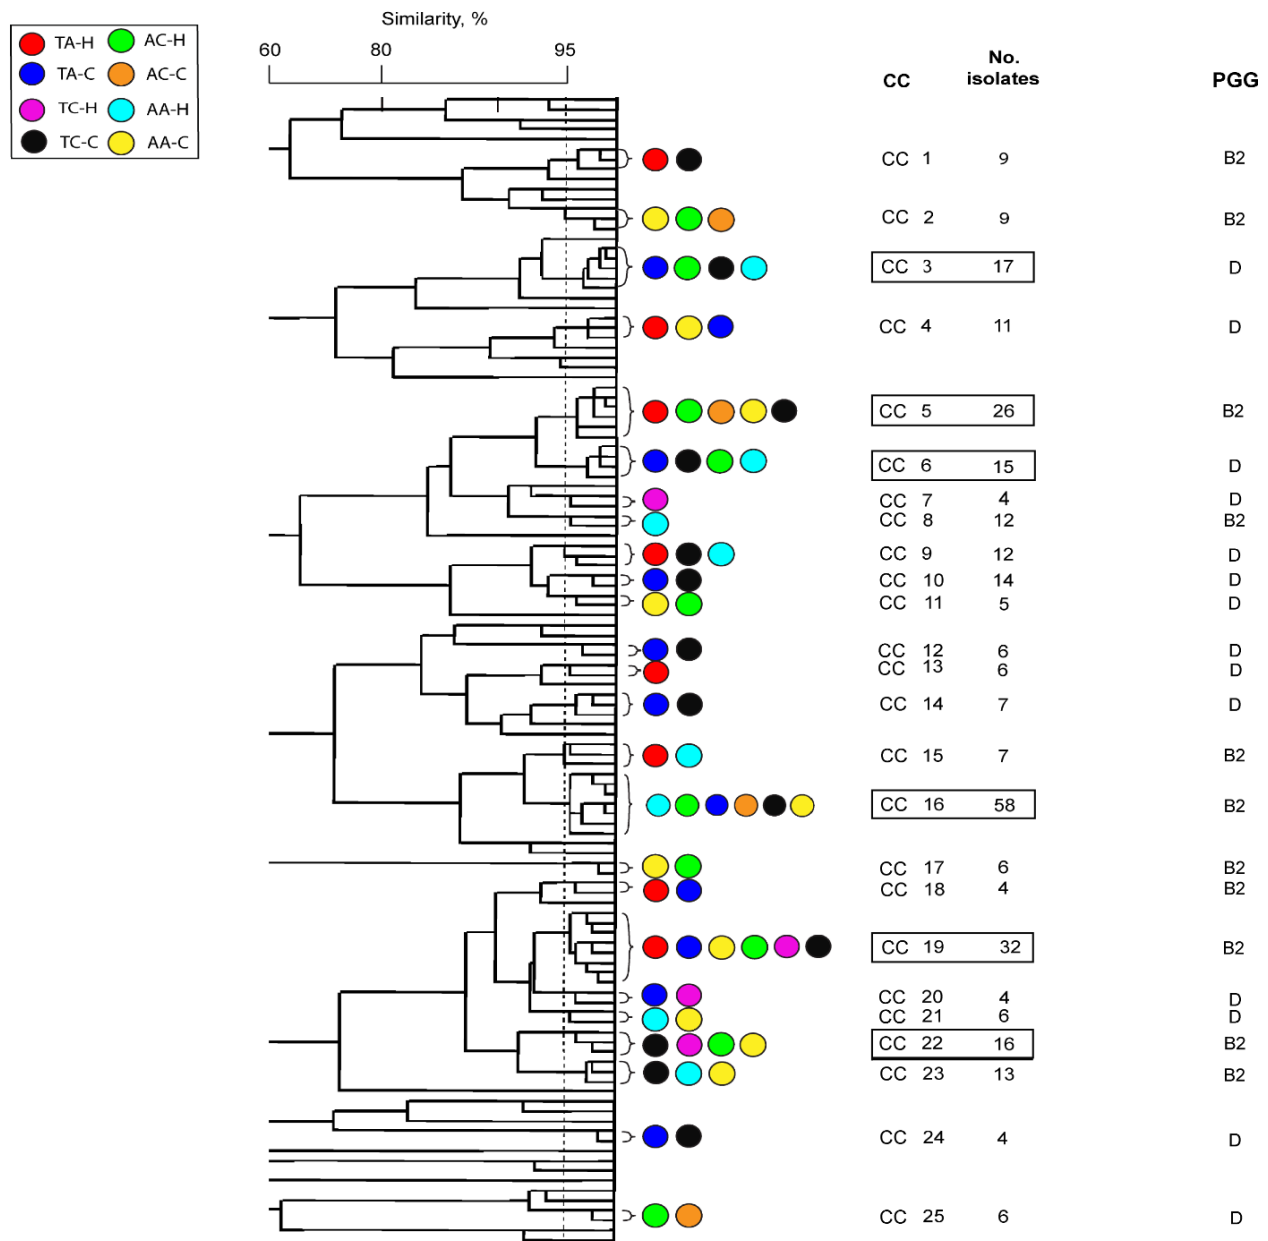 Similarity, %
60 80 95
TA-H AC-H
TA-C AC-C
TC-H AA-H
TC-C AA-C
CC No. isolates PGG
CC 1 9 B2
CC 2 9 B2
CC 3 17 D
CC 4 11 D
CC 5 26 B2
CC 6 15 D
CC 7 4 D
CC 8 12 B2
CC 9 12 D
CC 10 14 D
CC 11 5 D
CC 12 6 D
CC 13 6 D
CC 14 7 D
CC 15 7 B2
CC 16 58 B2
CC 17 6 B2
CC 18 4 B2
CC 19 32 B2
CC 20 4 D
CC 21 6 D
CC 22 16 B2
CC 23 13 B2
CC 24 4 D
CC 25 6 D